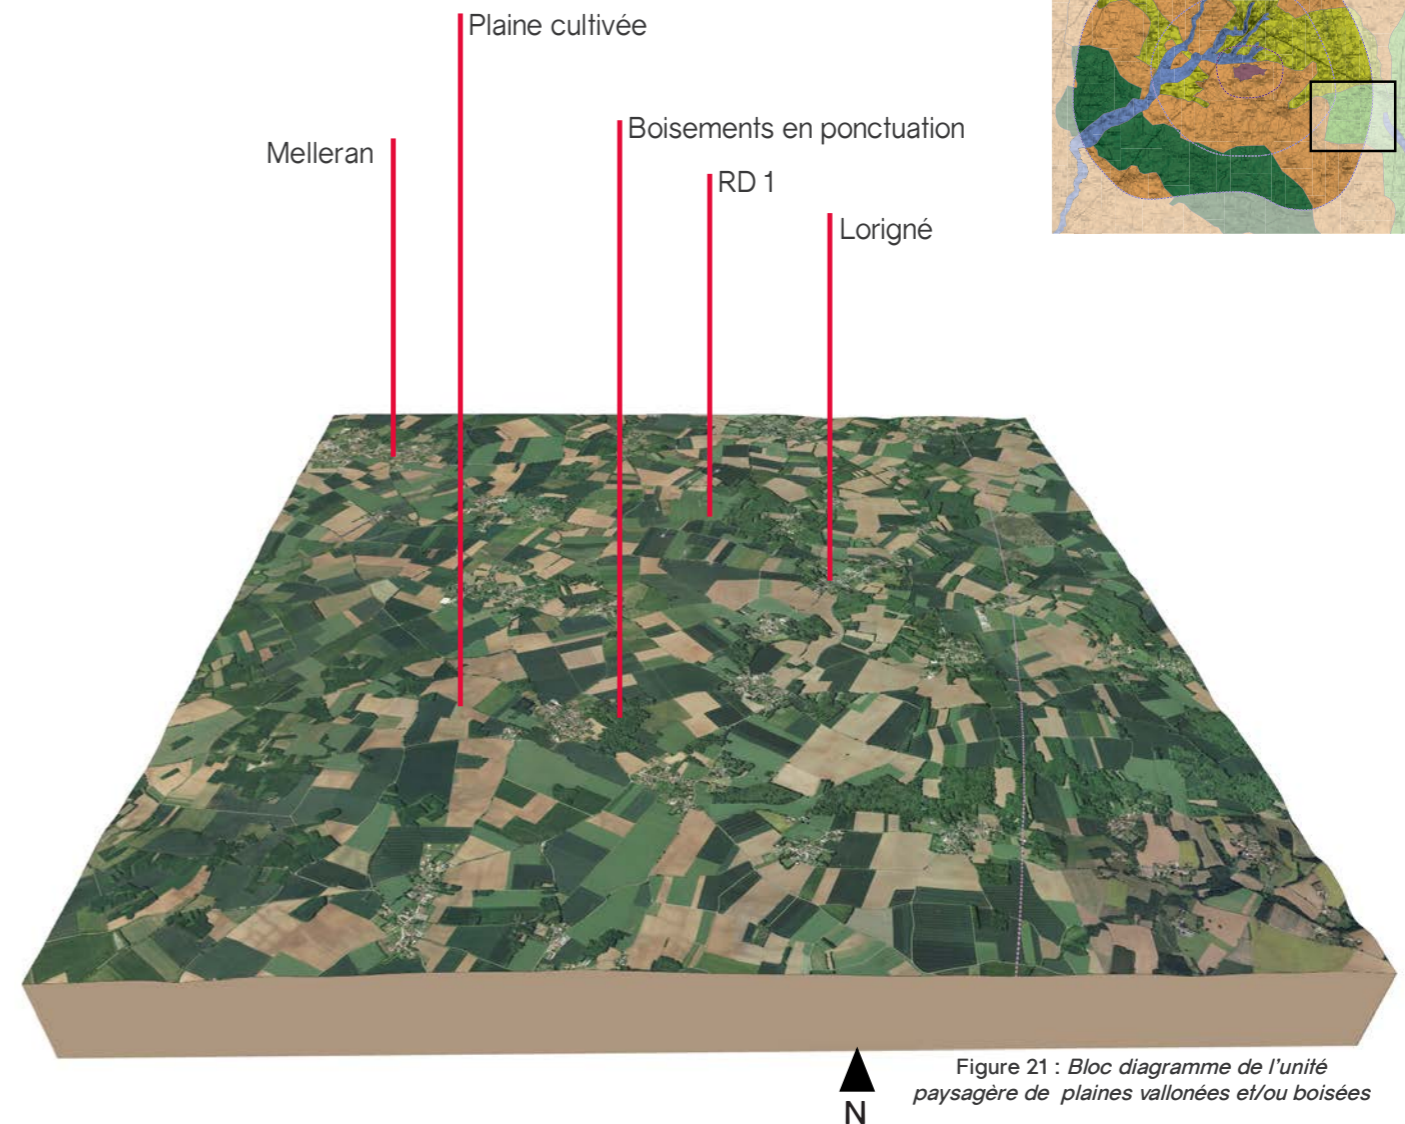 Plaine cultivée
Boisements en ponctuation
Melleran
RD 1
Lorigné
Figure 21 : Bloc diagramme de l'unité
paysagère de plaines vallonées et/ou boisées
N